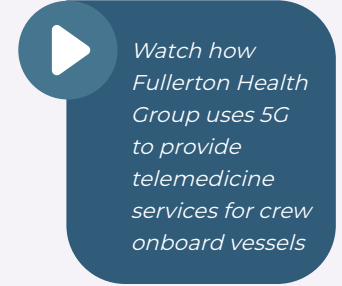 Watch how
Fullerton Health
Group uses 5G
to provide
telemedicine
services for crew
onboard vessels